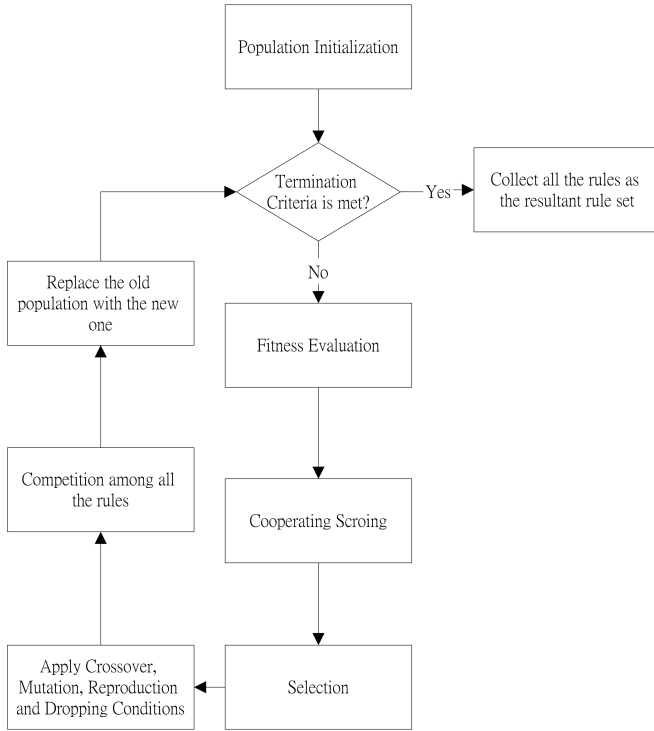 Population Initialization
Termination
Criteria is met?
Yes
Collect all the rules as
the resultant rule set
No
Replace the old
population with the new
one
Fitness Evaluation
Competition among all
the rules
Cooperating Scroing
Apply Crossover,
Mutation, Reproduction
and Dropping Conditions
Selection